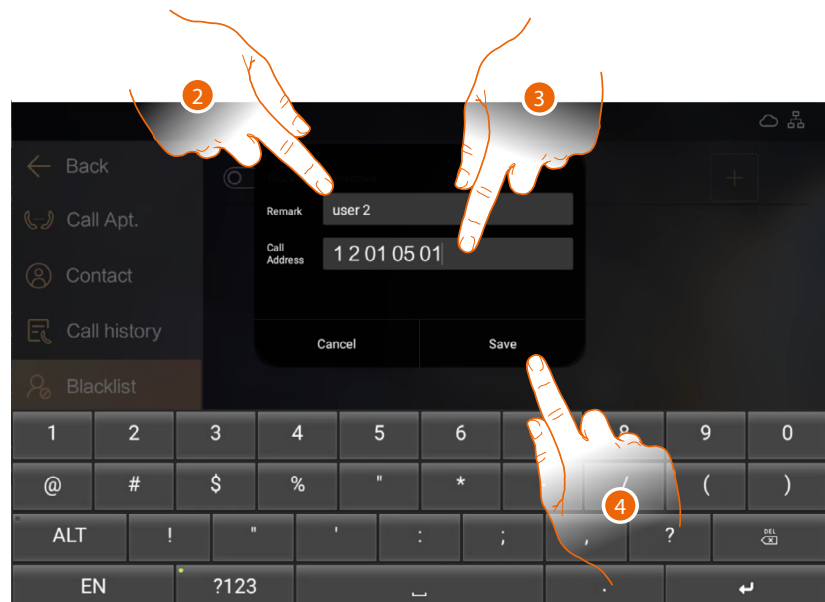 2
3
Back
Call Apt.
Contact
Call history
Blacklist
Remark
user 2
Call
Address
1 2 01 05 01
Cancel
Save
1 2 3 4 5 6 8 9 0
@ # $ % " * / ( )
4
ALT ! " ' : ; , ? DEL
EN ?123 .